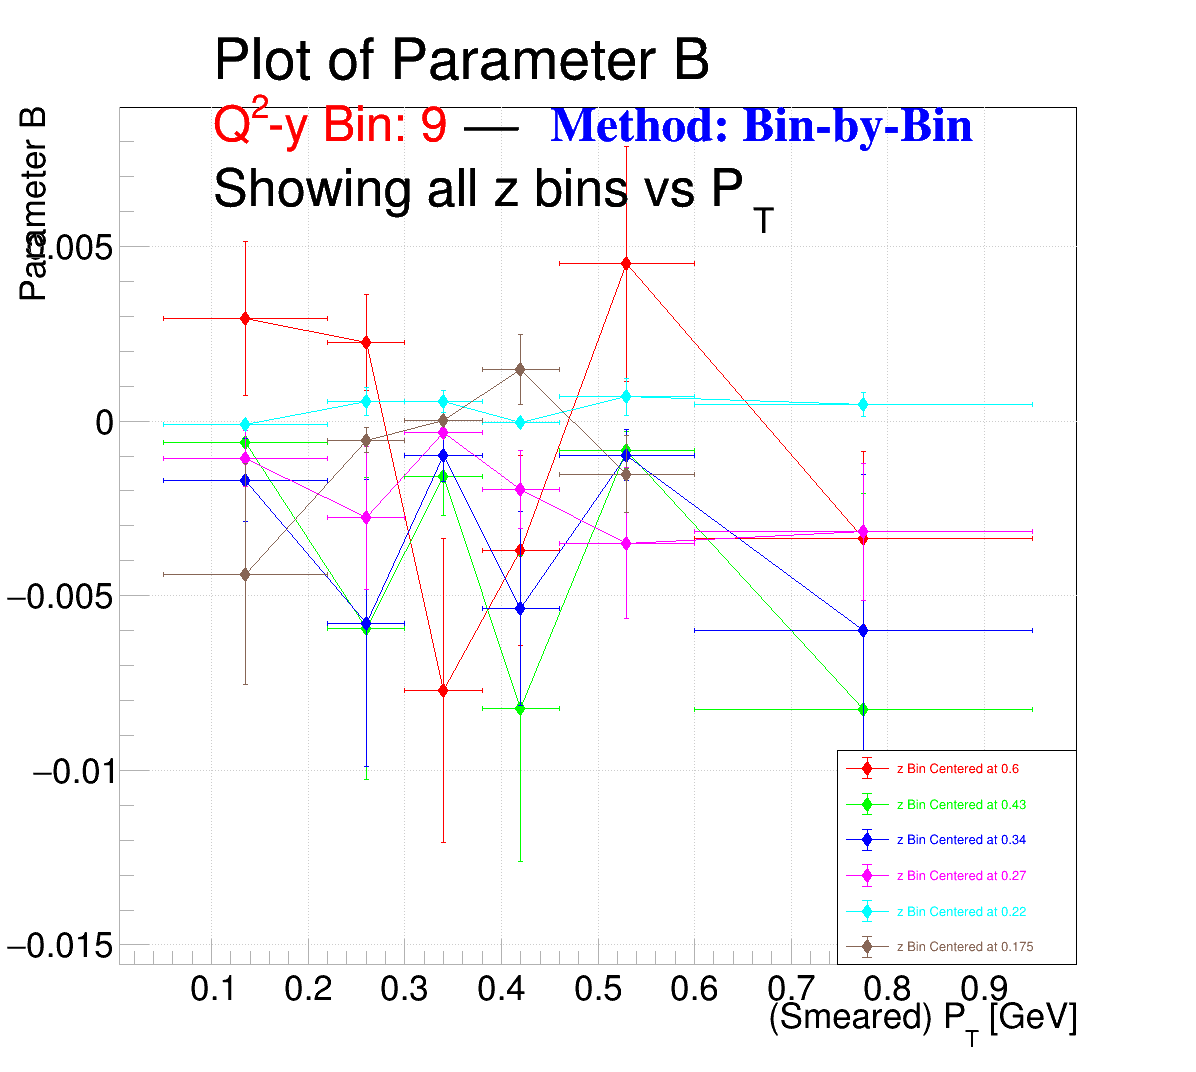 Plot of Parameter B
Q²-y Bin: 9 — Method: Bin-by-Bin
Showing all z bins vs P_T
Parameter B
0.005
0
−0.005
−0.01
−0.015
0.1 0.2 0.3 0.4 0.5 0.6 0.7 0.8 0.9
(Smeared) P_T [GeV]
z Bin Centered at 0.6
z Bin Centered at 0.43
z Bin Centered at 0.34
z Bin Centered at 0.27
z Bin Centered at 0.22
z Bin Centered at 0.175